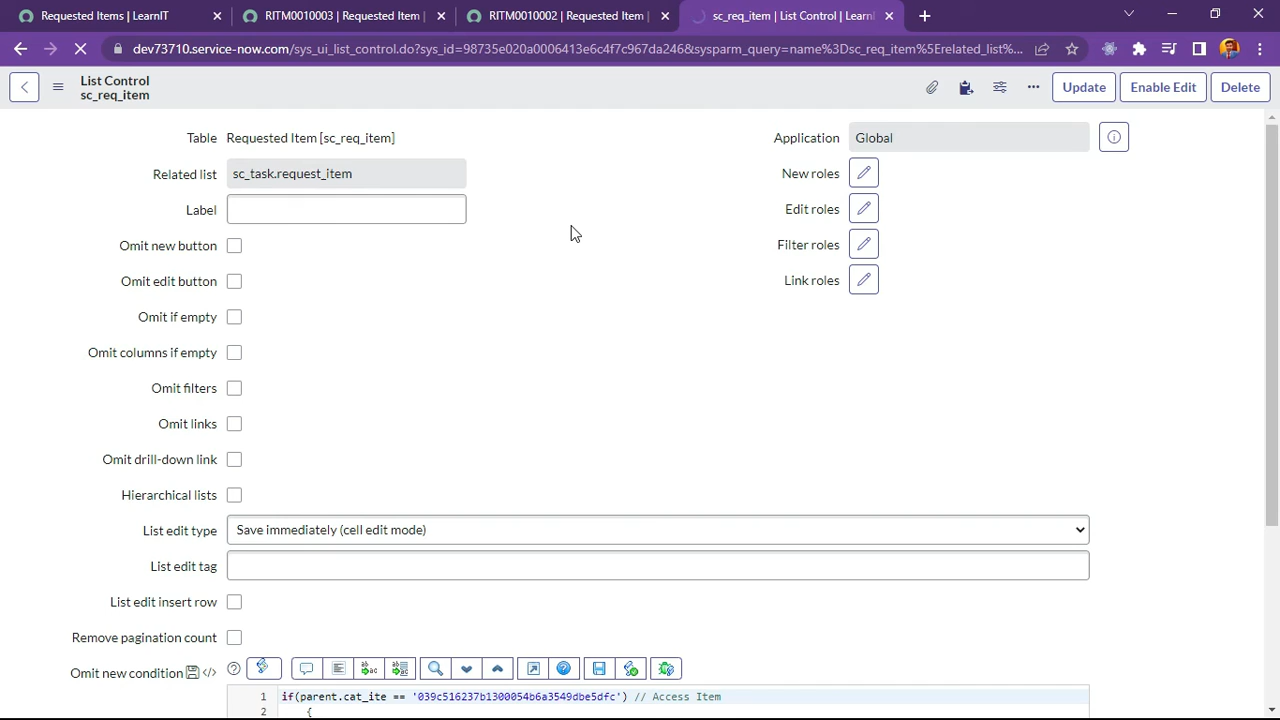 Requested Items | LearnIT
RITM0010003 | Requested Item |
RITM0010002 | Requested Item |
sc_req_item | List Control | Learn
dev73710.service-now.com/sys_ui_list_control.do?sys_id=98735e020a0006413e6c4f7c967da246&sysparm_query=name%3Dsc_req_item%5Erelated_list%...
List Control
sc_req_item
Update
Enable Edit
Delete
Table Requested Item [sc_req_item]
Application Global
Related list sc_task.request_item
New roles
Label
Edit roles
Omit new button
Filter roles
Omit edit button
Link roles
Omit if empty
Omit columns if empty
Omit filters
Omit links
Omit drill-down link
Hierarchical lists
List edit type Save immediately (cell edit mode)
List edit tag
List edit insert row
Remove pagination count
Omit new condition
1 if(parent.cat_ite == '039c516237b1300054b6a3549dbe5dfc') // Access Item
2 {